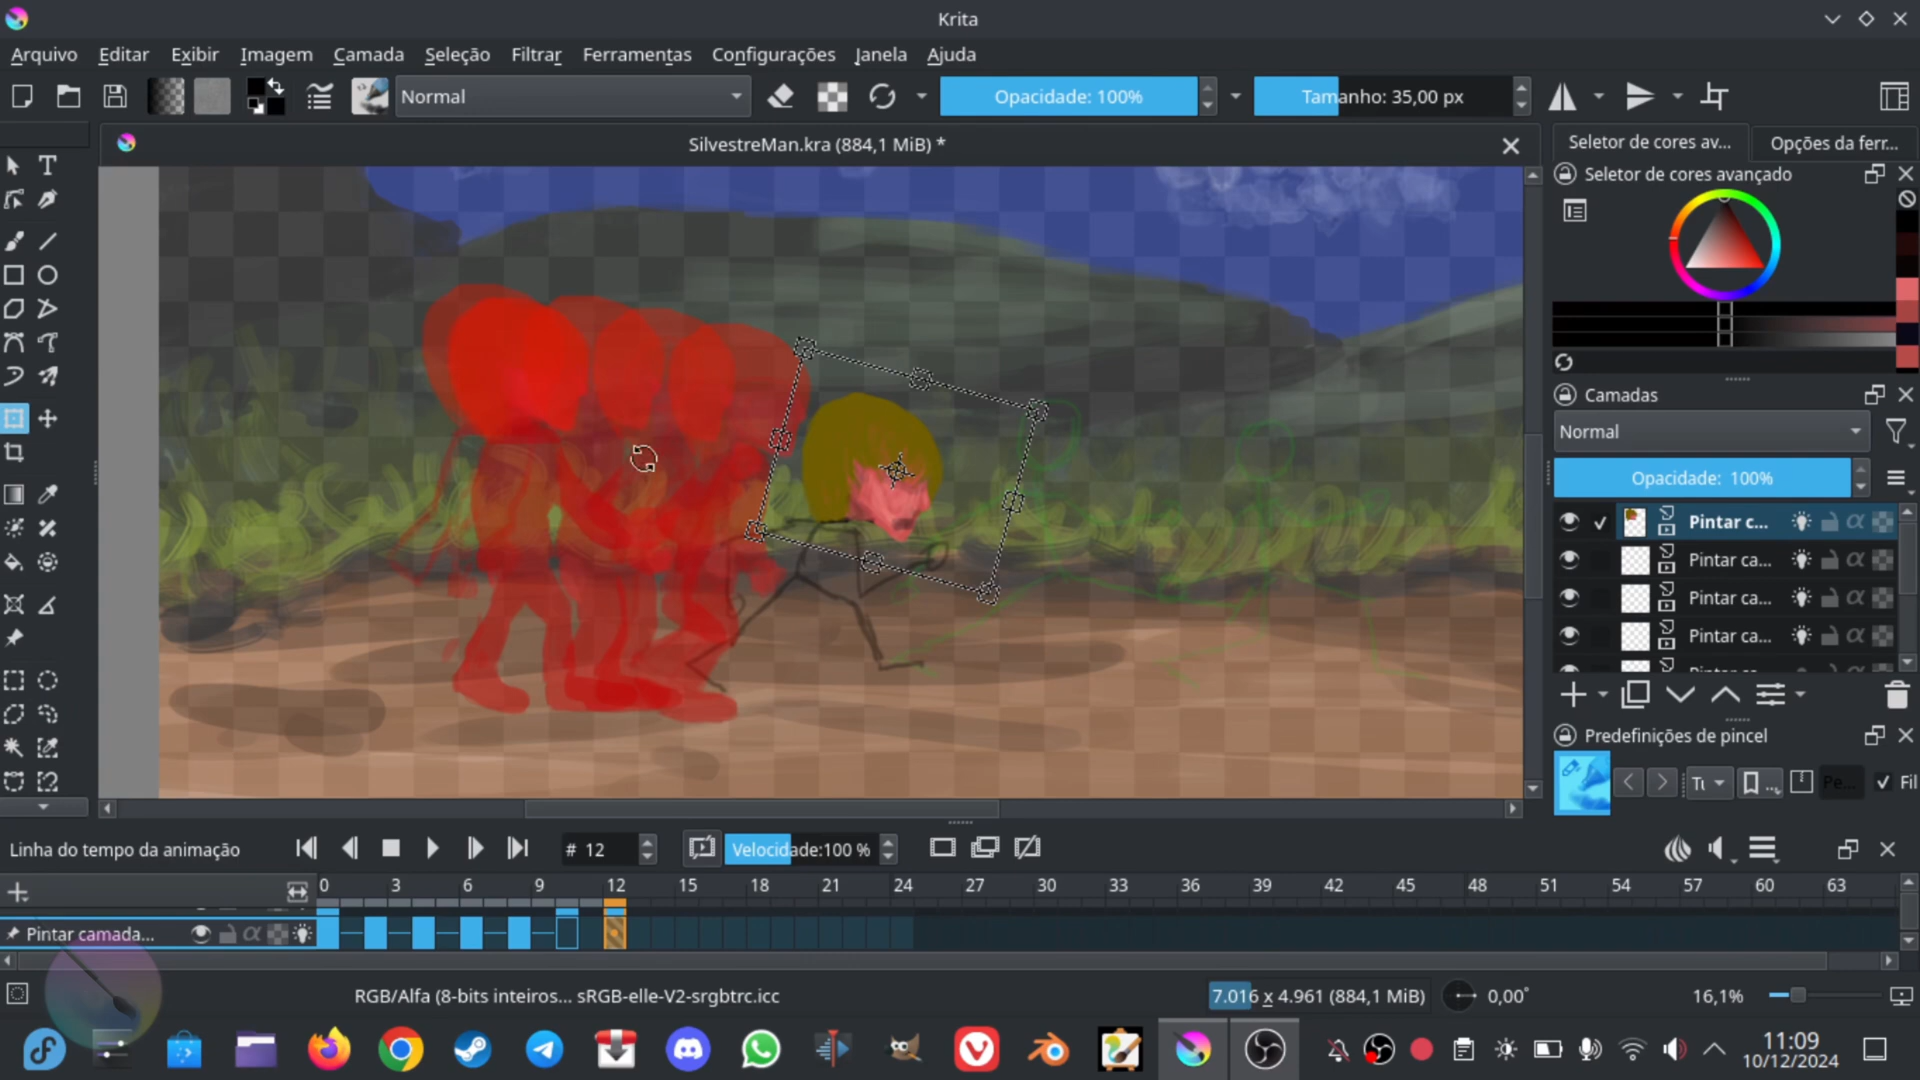 Krita
Arquivo Editar Exibir Imagem Camada Seleção Filtrar Ferramentas Configurações Janela Ajuda
Normal Opacidade: 100% Tamanho: 35,00 px
SilvestreMan.kra (884,1 MiB) *
Seletor de cores av... Opções da ferr...
Seletor de cores avançado
Camadas
Normal
Opacidade: 100%
Pintar c...
Pintar ca...
Pintar ca...
Pintar ca...
Predefinições de pincel
Tι ... Pe... Fil
Linha do tempo da animação # 12 Velocidade:100 %
0 3 6 9 12 15 18 21 24 27 30 33 36 39 42 45 48 51 54 57 60 63
Pintar camada...
RGB/Alfa (8-bits inteiros... sRGB-elle-V2-srgbtrc.icc 7.016 x 4.961 (884,1 MiB) 0,00° 16,1%
11:09
10/12/2024